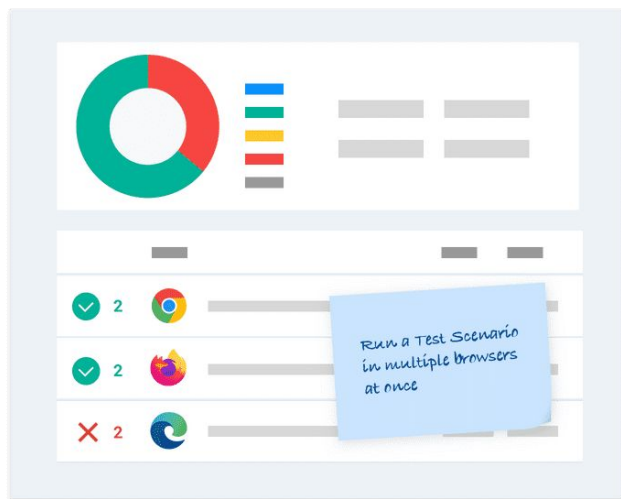 2
2
2
Run a Test Scenario
in multiple browsers
at once